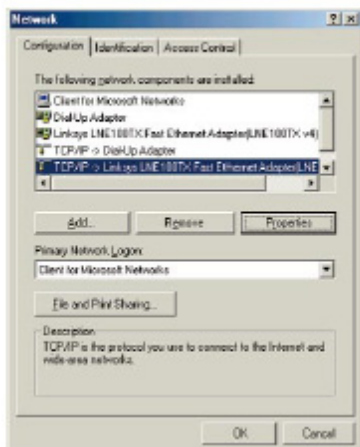 Network
Configuration Identification Access Control
The following network components are installed:
Client for Microsoft Networks
Dial-Up Adapter
Linksys LNE100TX Fast Ethernet Adapter(LNE100TX v4)
TCP/IP -> Dial-Up Adapter
TCP/IP -> Linksys LNE100TX Fast Ethernet Adapter(LNE
Add... Remove Properties
Primary Network Logon:
Client for Microsoft Networks
File and Print Sharing...
Description
TCP/IP is the protocol you use to connect to the Internet and
wide-area networks.
OK Cancel